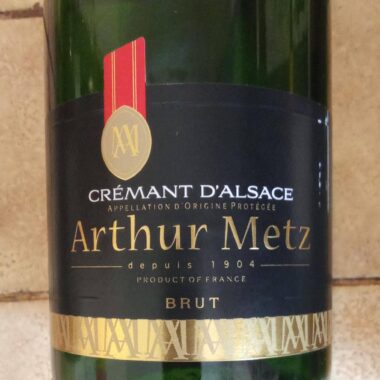 CRÉMANT D'ALSACE
APPELLATION D'ORIGINE PROTÉGÉE
Arthur Metz
depuis 1904
PRODUCT OF FRANCE
BRUT